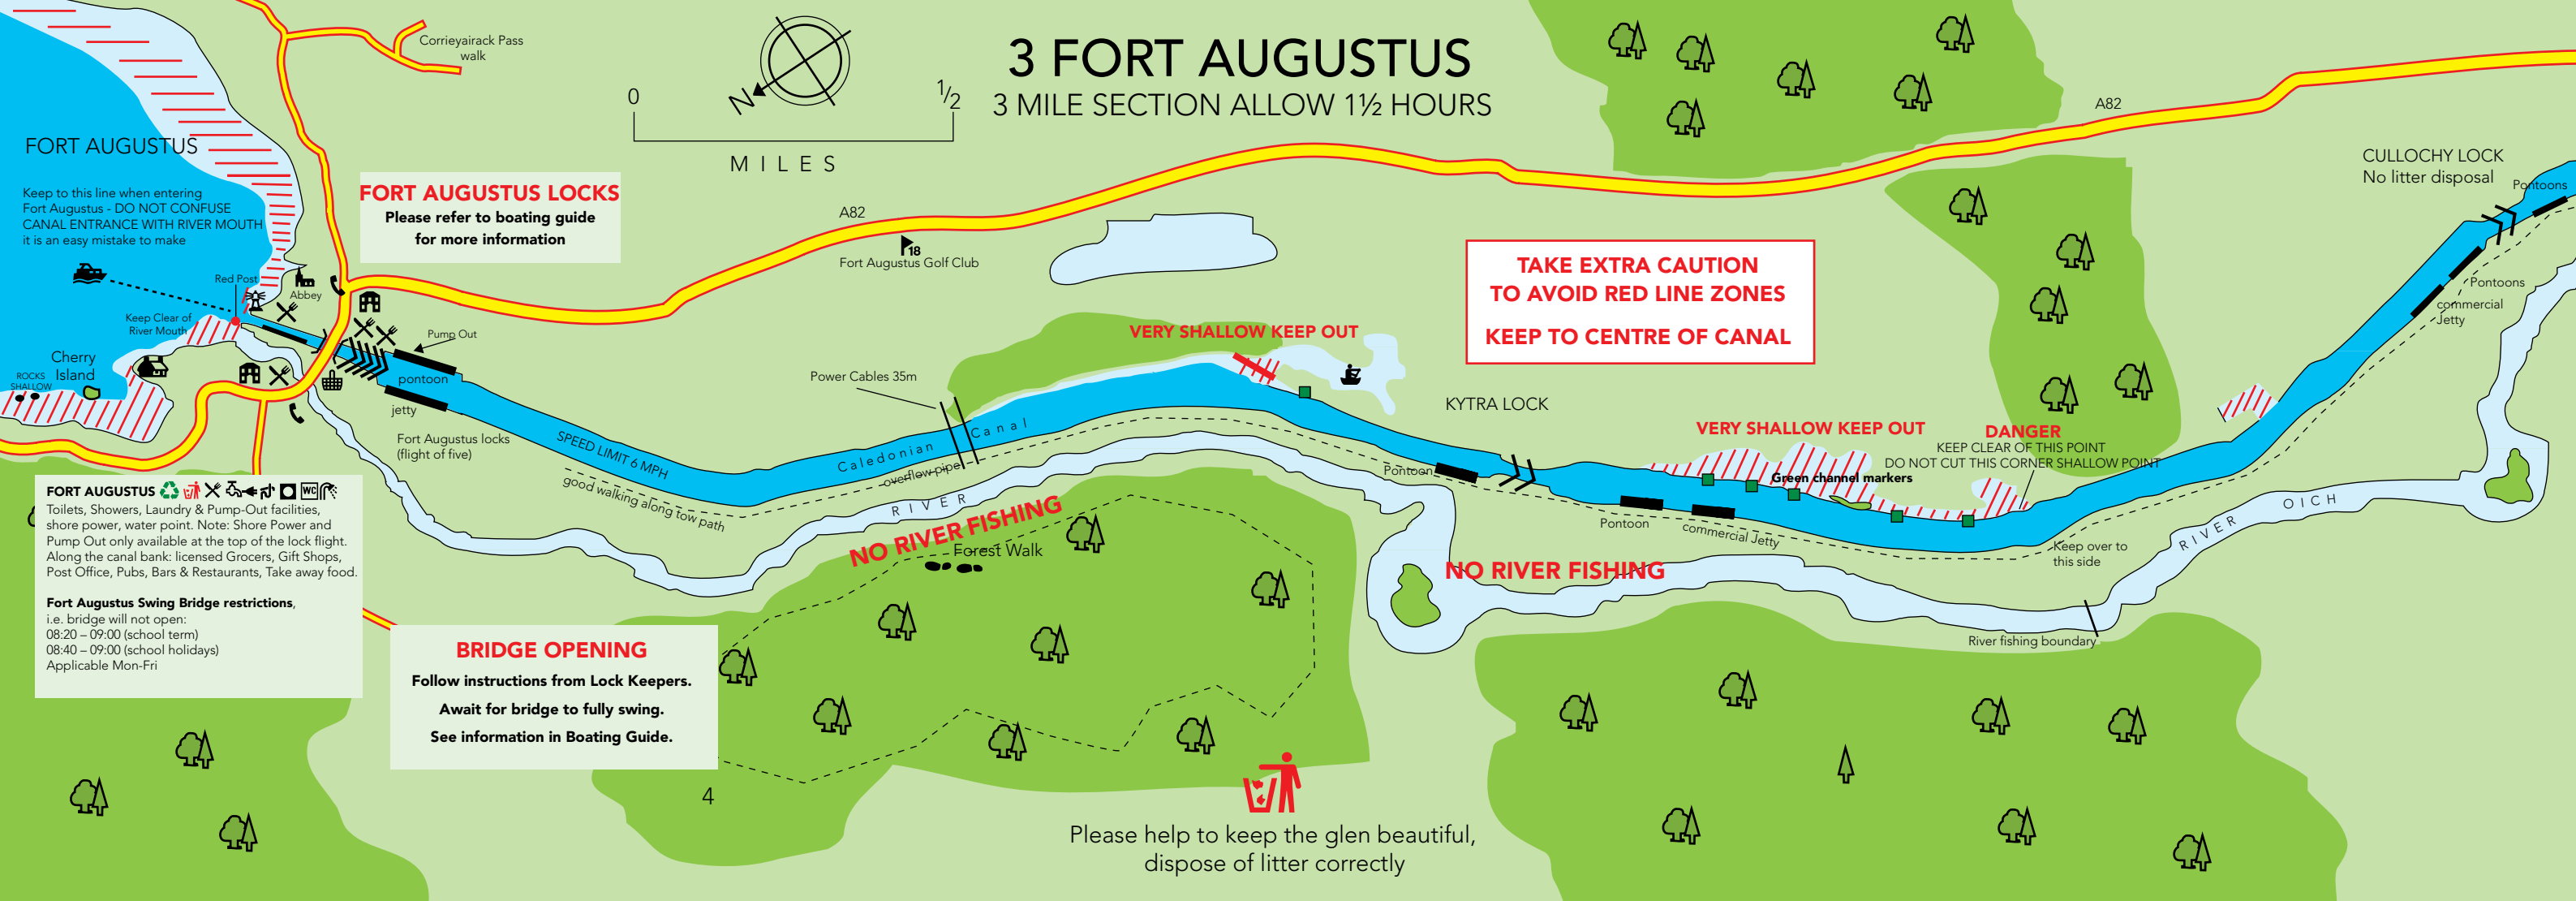 3 FORT AUGUSTUS
3 MILE SECTION ALLOW 1½ HOURS
Corrieyairack Pass
walk
0
1/2
MILES
N
FORT AUGUSTUS
Keep to this line when entering
Fort Augustus - DO NOT CONFUSE
CANAL ENTRANCE WITH RIVER MOUTH
it is an easy mistake to make
Red Post
Abbey
Keep Clear of
River Mouth
Cherry
Island
ROCKS
SHALLOW
FORT AUGUSTUS LOCKS
Please refer to boating guide
for more information
Pump Out
pontoon
jetty
Fort Augustus locks
(flight of five)
A82
18
Fort Augustus Golf Club
SPEED LIMIT 6 MPH
good walking along tow path
Power Cables 35m
Caledonian Canal
overflow pipe
RIVER
NO RIVER FISHING
Forest Walk
VERY SHALLOW KEEP OUT
TAKE EXTRA CAUTION
TO AVOID RED LINE ZONES
KEEP TO CENTRE OF CANAL
KYTRA LOCK
Pontoon
Pontoon
commercial Jetty
NO RIVER FISHING
VERY SHALLOW KEEP OUT
Green channel markers
DANGER
KEEP CLEAR OF THIS POINT
DO NOT CUT THIS CORNER SHALLOW POINT
Keep over to
this side
RIVER OICH
River fishing boundary
A82
CULLOCHY LOCK
No litter disposal
Pontoons
Pontoons
commercial
Jetty
FORT AUGUSTUS
WC
Toilets, Showers, Laundry & Pump-Out facilities,
shore power, water point. Note: Shore Power and
Pump Out only available at the top of the lock flight.
Along the canal bank: licensed Grocers, Gift Shops,
Post Office, Pubs, Bars & Restaurants, Take away food.
Fort Augustus Swing Bridge restrictions,
i.e. bridge will not open:
08:20 – 09:00 (school term)
08:40 – 09:00 (school holidays)
Applicable Mon-Fri
BRIDGE OPENING
Follow instructions from Lock Keepers.
Await for bridge to fully swing.
See information in Boating Guide.
4
Please help to keep the glen beautiful,
dispose of litter correctly